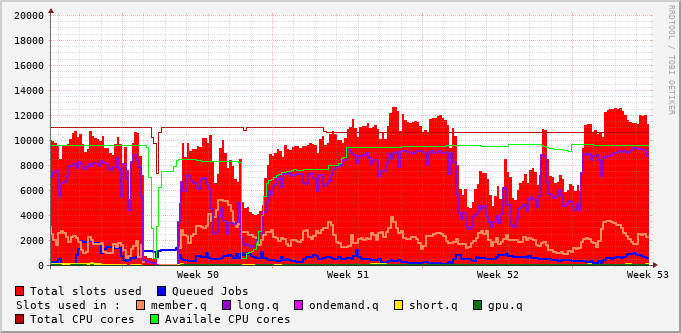 20000
18000
16000
14000
12000
10000
8000
6000
4000
2000
0
Week 50 Week 51 Week 52 Week 53
RRDTOOL / TOBI OETIKER
Total slots used Queued Jobs
Slots used in : member.q long.q ondemand.q short.q gpu.q
Total CPU cores Availale CPU cores